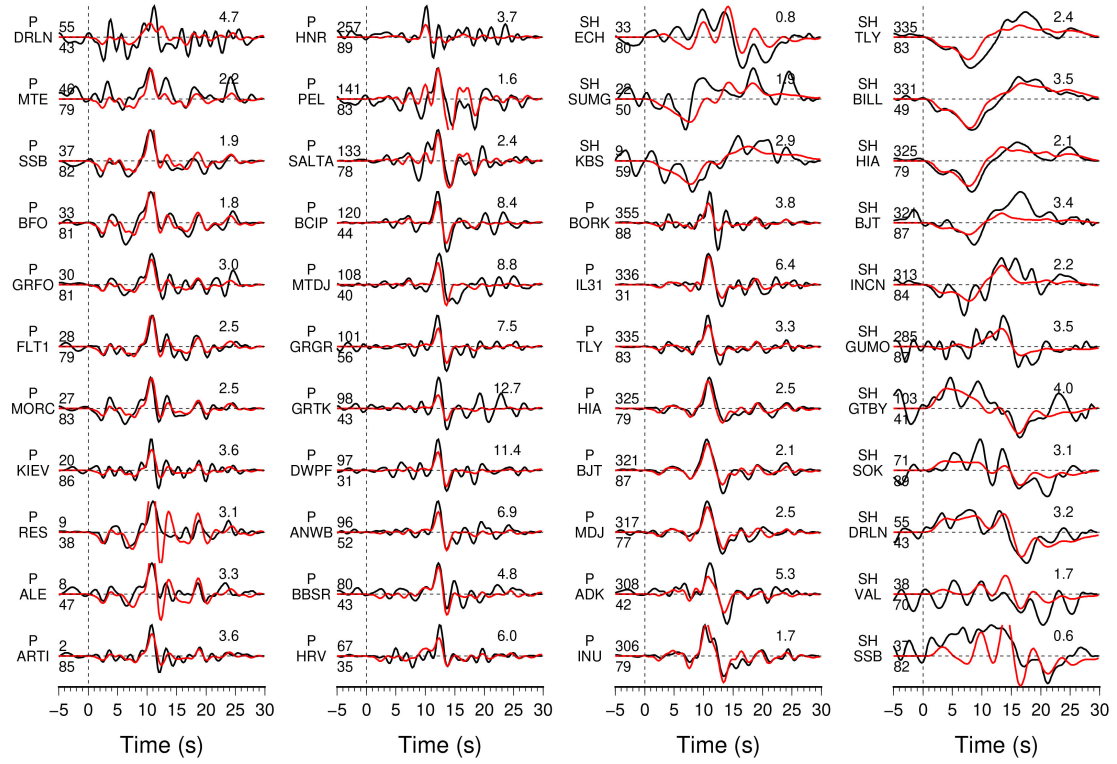 P
55 4.7
DRLN
43
P
46 2.2
MTE
79
P
37 1.9
SSB
82
P
33 1.8
BFO
81
P
30 3.0
GRFO
81
P
28 2.5
FLT1
79
P
27 2.5
MORC
83
P
20 3.6
KIEV
86
P
9 3.1
RES
38
P
8 3.3
ALE
47
P
2 3.6
ARTI
85
−5 0 5 10 15 20 25 30
Time (s)
P
257 3.7
HNR
89
P
141 1.6
PEL
83
P
133 2.4
SALTA
78
P
120 8.4
BCIP
44
P
108 8.8
MTDJ
40
P
101 7.5
GRGR
56
P
98 12.7
GRTK
43
P
97 11.4
DWPF
31
P
96 6.9
ANWB
52
P
80 4.8
BBSR
43
P
67 6.0
HRV
35
−5 0 5 10 15 20 25 30
Time (s)
SH
33 0.8
ECH
80
SH
22 1.9
SUMG
50
SH
9 2.9
KBS
59
P
355 3.8
BORK
88
P
336 6.4
IL31
31
P
335 3.3
TLY
83
P
325 2.5
HIA
79
P
321 2.1
BJT
87
P
317 2.5
MDJ
77
P
308 5.3
ADK
42
P
306 1.7
INU
79
−5 0 5 10 15 20 25 30
Time (s)
SH
335 2.4
TLY
83
SH
331 3.5
BILL
49
SH
325 2.1
HIA
79
SH
321 3.4
BJT
87
SH
313 2.2
INCN
84
SH
285 3.5
GUMO
SH
103 4.0
GTBY
41
SH
71 3.1
SOK
SH
55 3.2
DRLN
43
SH
38 1.7
VAL
70
SH
37 0.6
SSB
82
−5 0 5 10 15 20 25 30
Time (s)